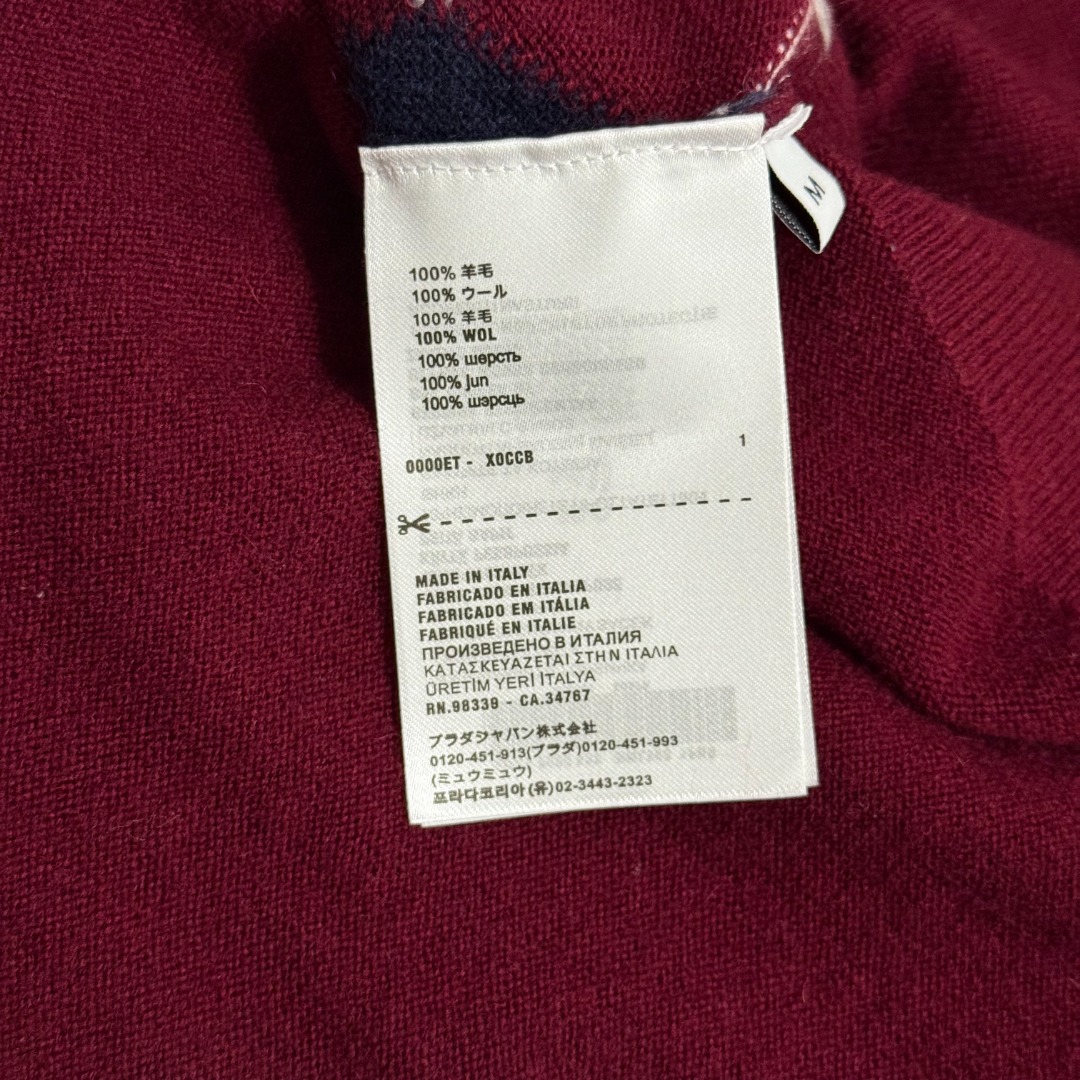 M
100% 羊毛
100% ウール
100% 羊毛
100% WOL
100% шерсть
100% Jun
100% шэрсць
1
0000ET - X0CCB
MADE IN ITALY
FABRICADO EN ITALIA
FABRICADO EM ITÁLIA
FABRIQUÉ EN ITALIE
ПРОИЗВЕДЕНО В ИТАЛИЯ
ΚΑΤΑΣΚΕΥΑΖΕΤΑΙ ΣΤΗΝ ΙΤΑΛΙΑ
ÜRETİM YERİ İTALYA
RN.98339 - CA.34767
プラダジャパン株式会社
0120-451-913(プラダ)0120-451-993
(ミュウミュウ)
프라다코리아(유)02-3443-2323